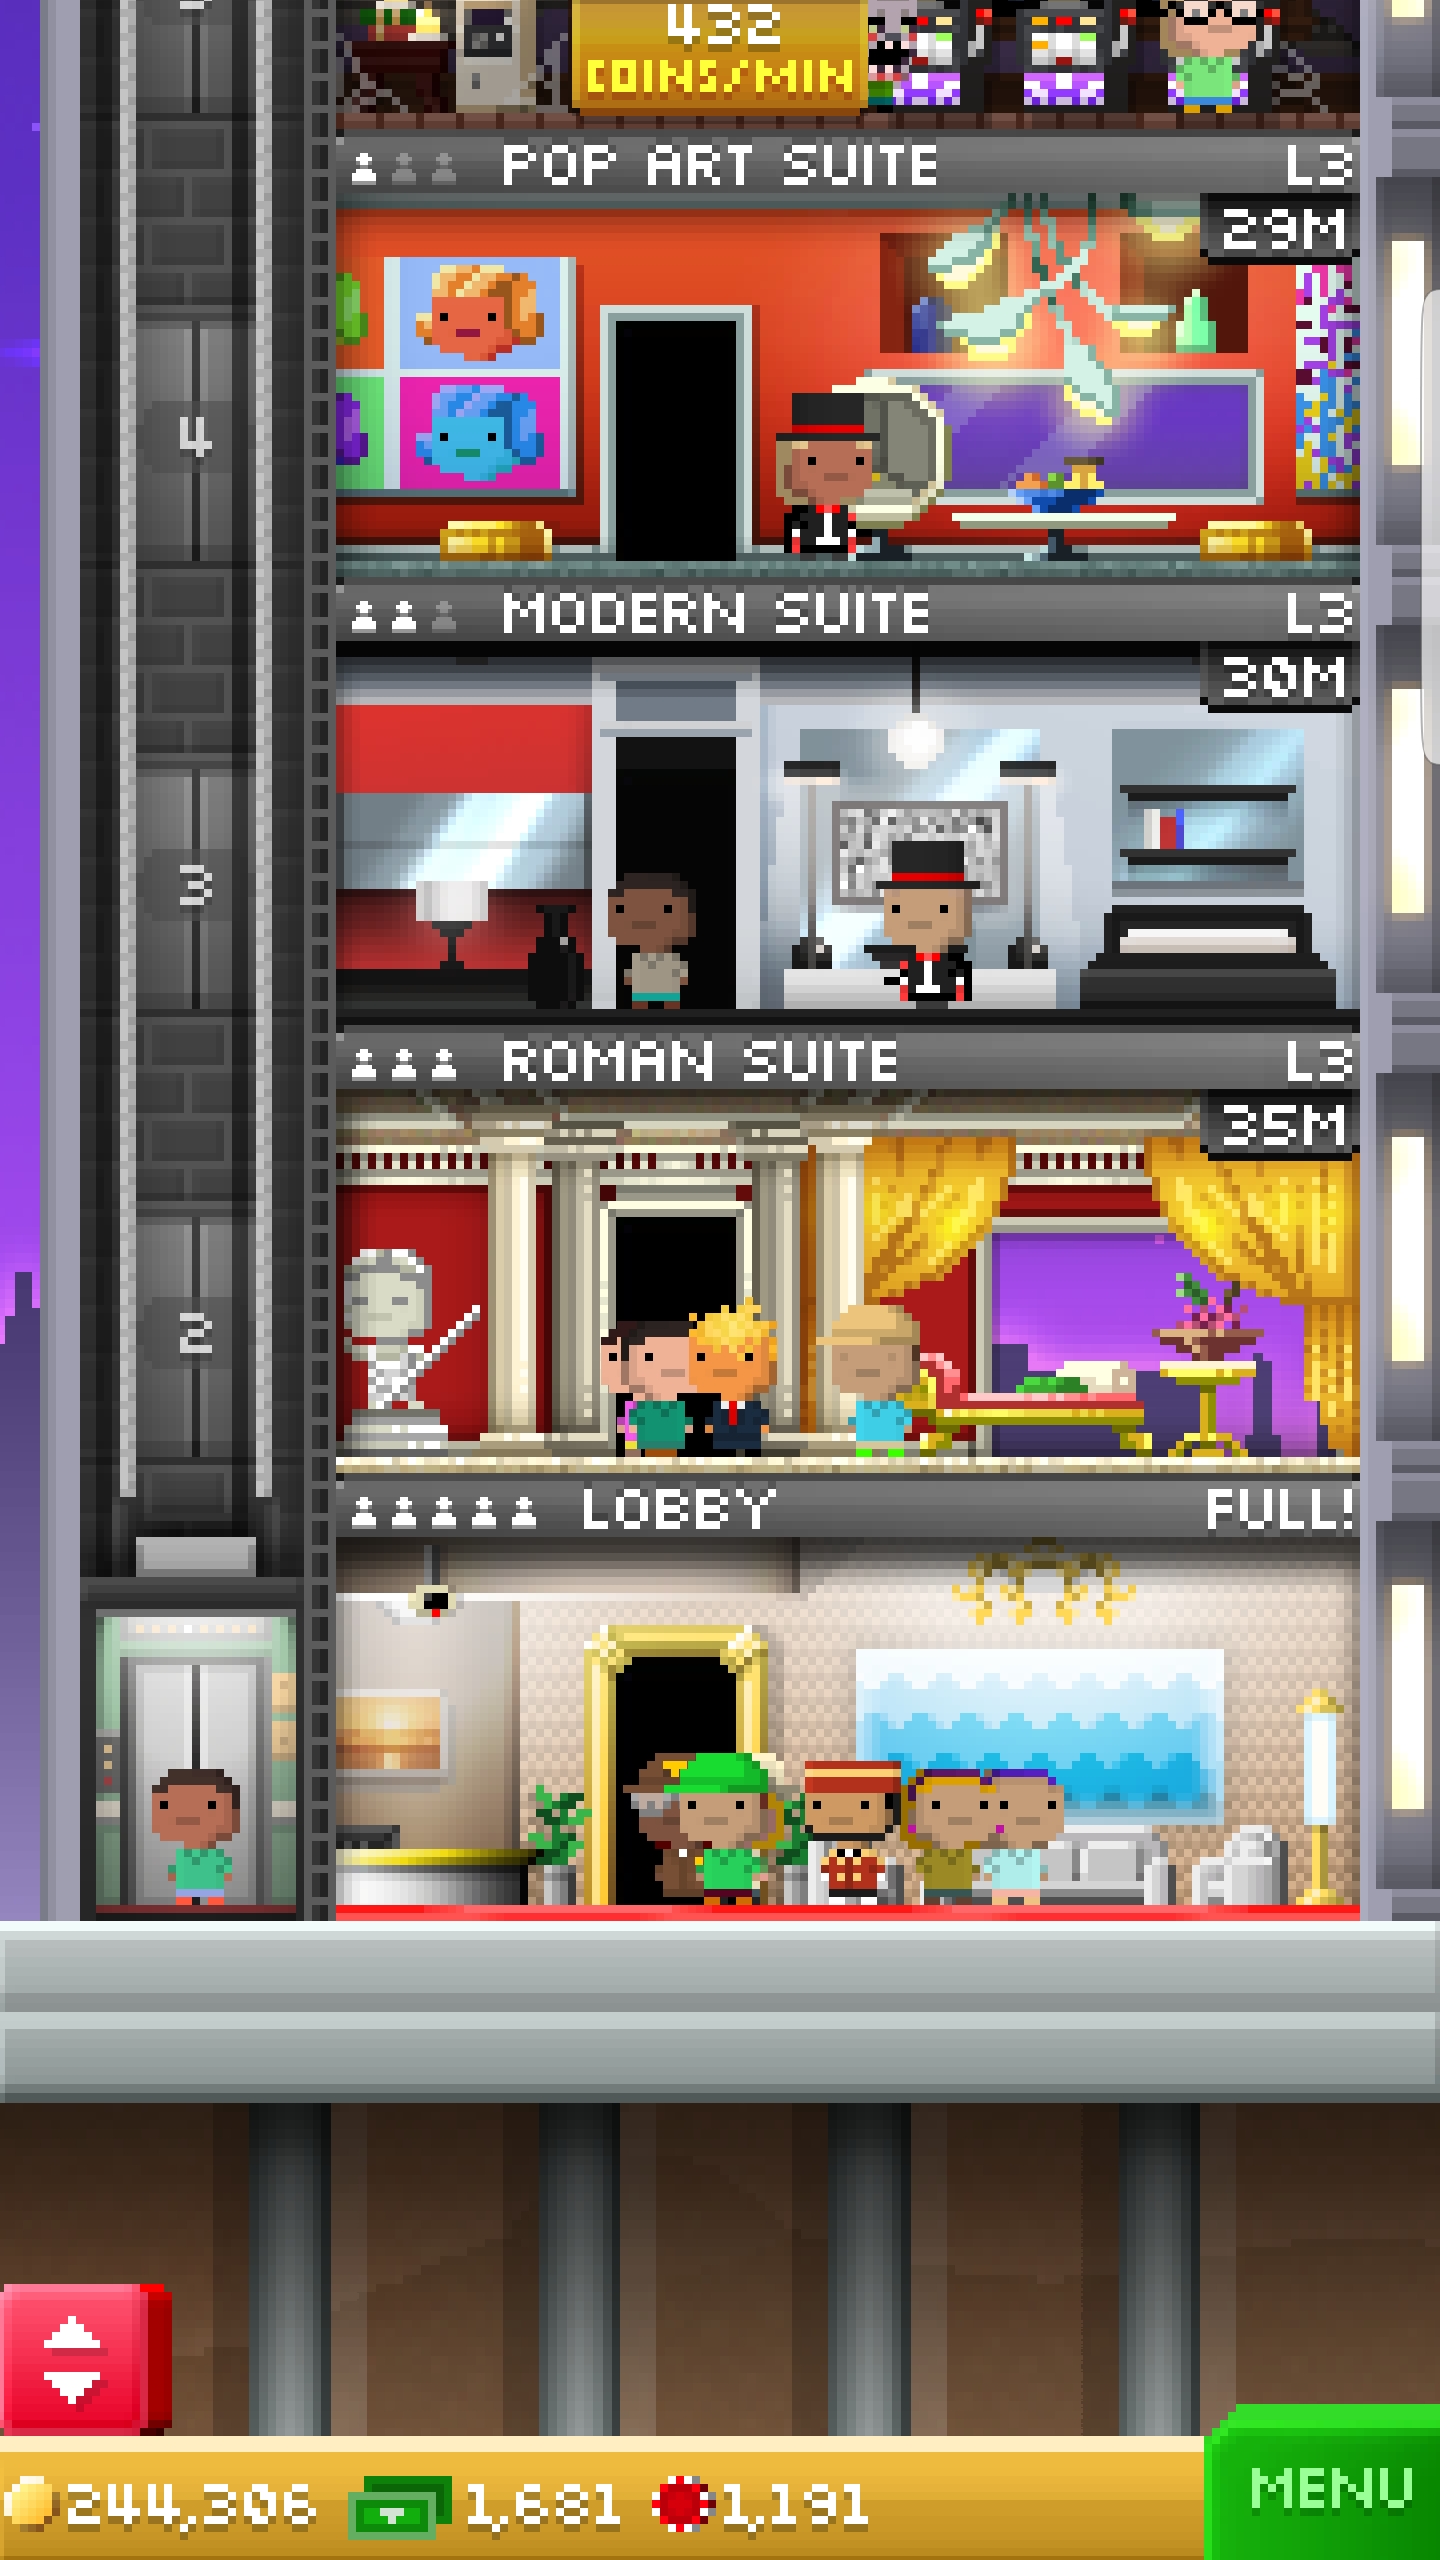 432
COINS/MIN
POP ART SUITE L3
29M
4
MODERN SUITE L3
30M
3
ROMAN SUITE L3
35M
2
LOBBY FULL!
244,306 1,681 1,191 MENU